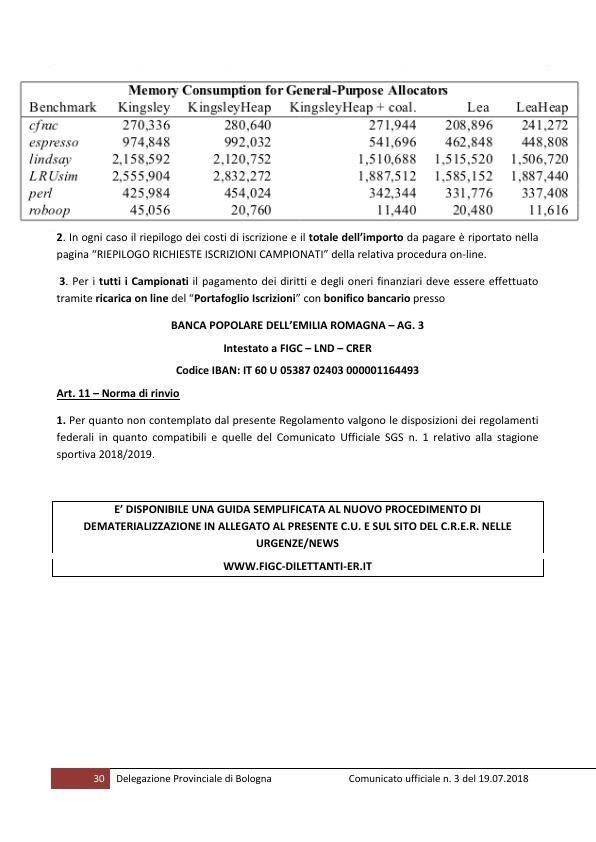 Memory Consumption for General-Purpose Allocators
Benchmark Kingsley KingsleyHeap KingsleyHeap + coal. Lea LeaHeap
cfrac 270,336 280,640 271,944 208,896 241,272
espresso 974,848 992,032 541,696 462,848 448,808
lindsay 2,158,592 2,120,752 1,510,688 1,515,520 1,506,720
LRUsim 2,555,904 2,832,272 1,887,512 1,585,152 1,887,440
perl 425,984 454,024 342,344 331,776 337,408
roboop 45,056 20,760 11,440 20,480 11,616
2. In ogni caso il riepilogo dei costi di iscrizione e il totale dell’importo da pagare è riportato nella
pagina “RIEPILOGO RICHIESTE ISCRIZIONI CAMPIONATI” della relativa procedura on-line.
3. Per i tutti i Campionati il pagamento dei diritti e degli oneri finanziari deve essere effettuato
tramite ricarica on line del “Portafoglio Iscrizioni” con bonifico bancario presso
BANCA POPOLARE DELL’EMILIA ROMAGNA – AG. 3
Intestato a FIGC – LND – CRER
Codice IBAN: IT 60 U 05387 02403 000001164493
Art. 11 – Norma di rinvio
1. Per quanto non contemplato dal presente Regolamento valgono le disposizioni dei regolamenti
federali in quanto compatibili e quelle del Comunicato Ufficiale SGS n. 1 relativo alla stagione
sportiva 2018/2019.
E’ DISPONIBILE UNA GUIDA SEMPLIFICATA AL NUOVO PROCEDIMENTO DI
DEMATERIALIZZAZIONE IN ALLEGATO AL PRESENTE C.U. E SUL SITO DEL C.R.E.R. NELLE
URGENZE/NEWS
WWW.FIGC-DILETTANTI-ER.IT
30 Delegazione Provinciale di Bologna Comunicato ufficiale n. 3 del 19.07.2018